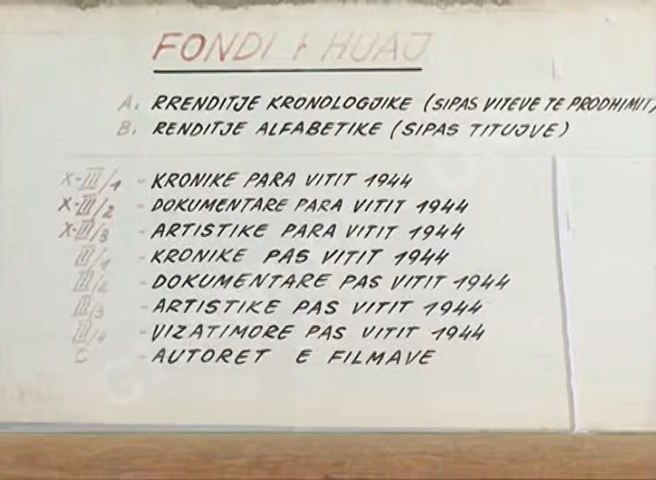 FONDI I HUAJ
A. RRENDITJE KRONOLOGJIKE (SIPAS VITEVE TE PRODHIMIT)
B. RENDITJE ALFABETIKE (SIPAS TITUJVE)
X-III/1 - KRONIKE PARA VITIT 1944
X-III/2 - DOKUMENTARE PARA VITIT 1944
X-III/3 - ARTISTIKE PARA VITIT 1944
III/1 - KRONIKE PAS VITIT 1944
III/2 - DOKUMENTARE PAS VITIT 1944
III/3 - ARTISTIKE PAS VITIT 1944
III/4 - VIZATIMORE PAS VITIT 1944
C - AUTORET E FILMAVE